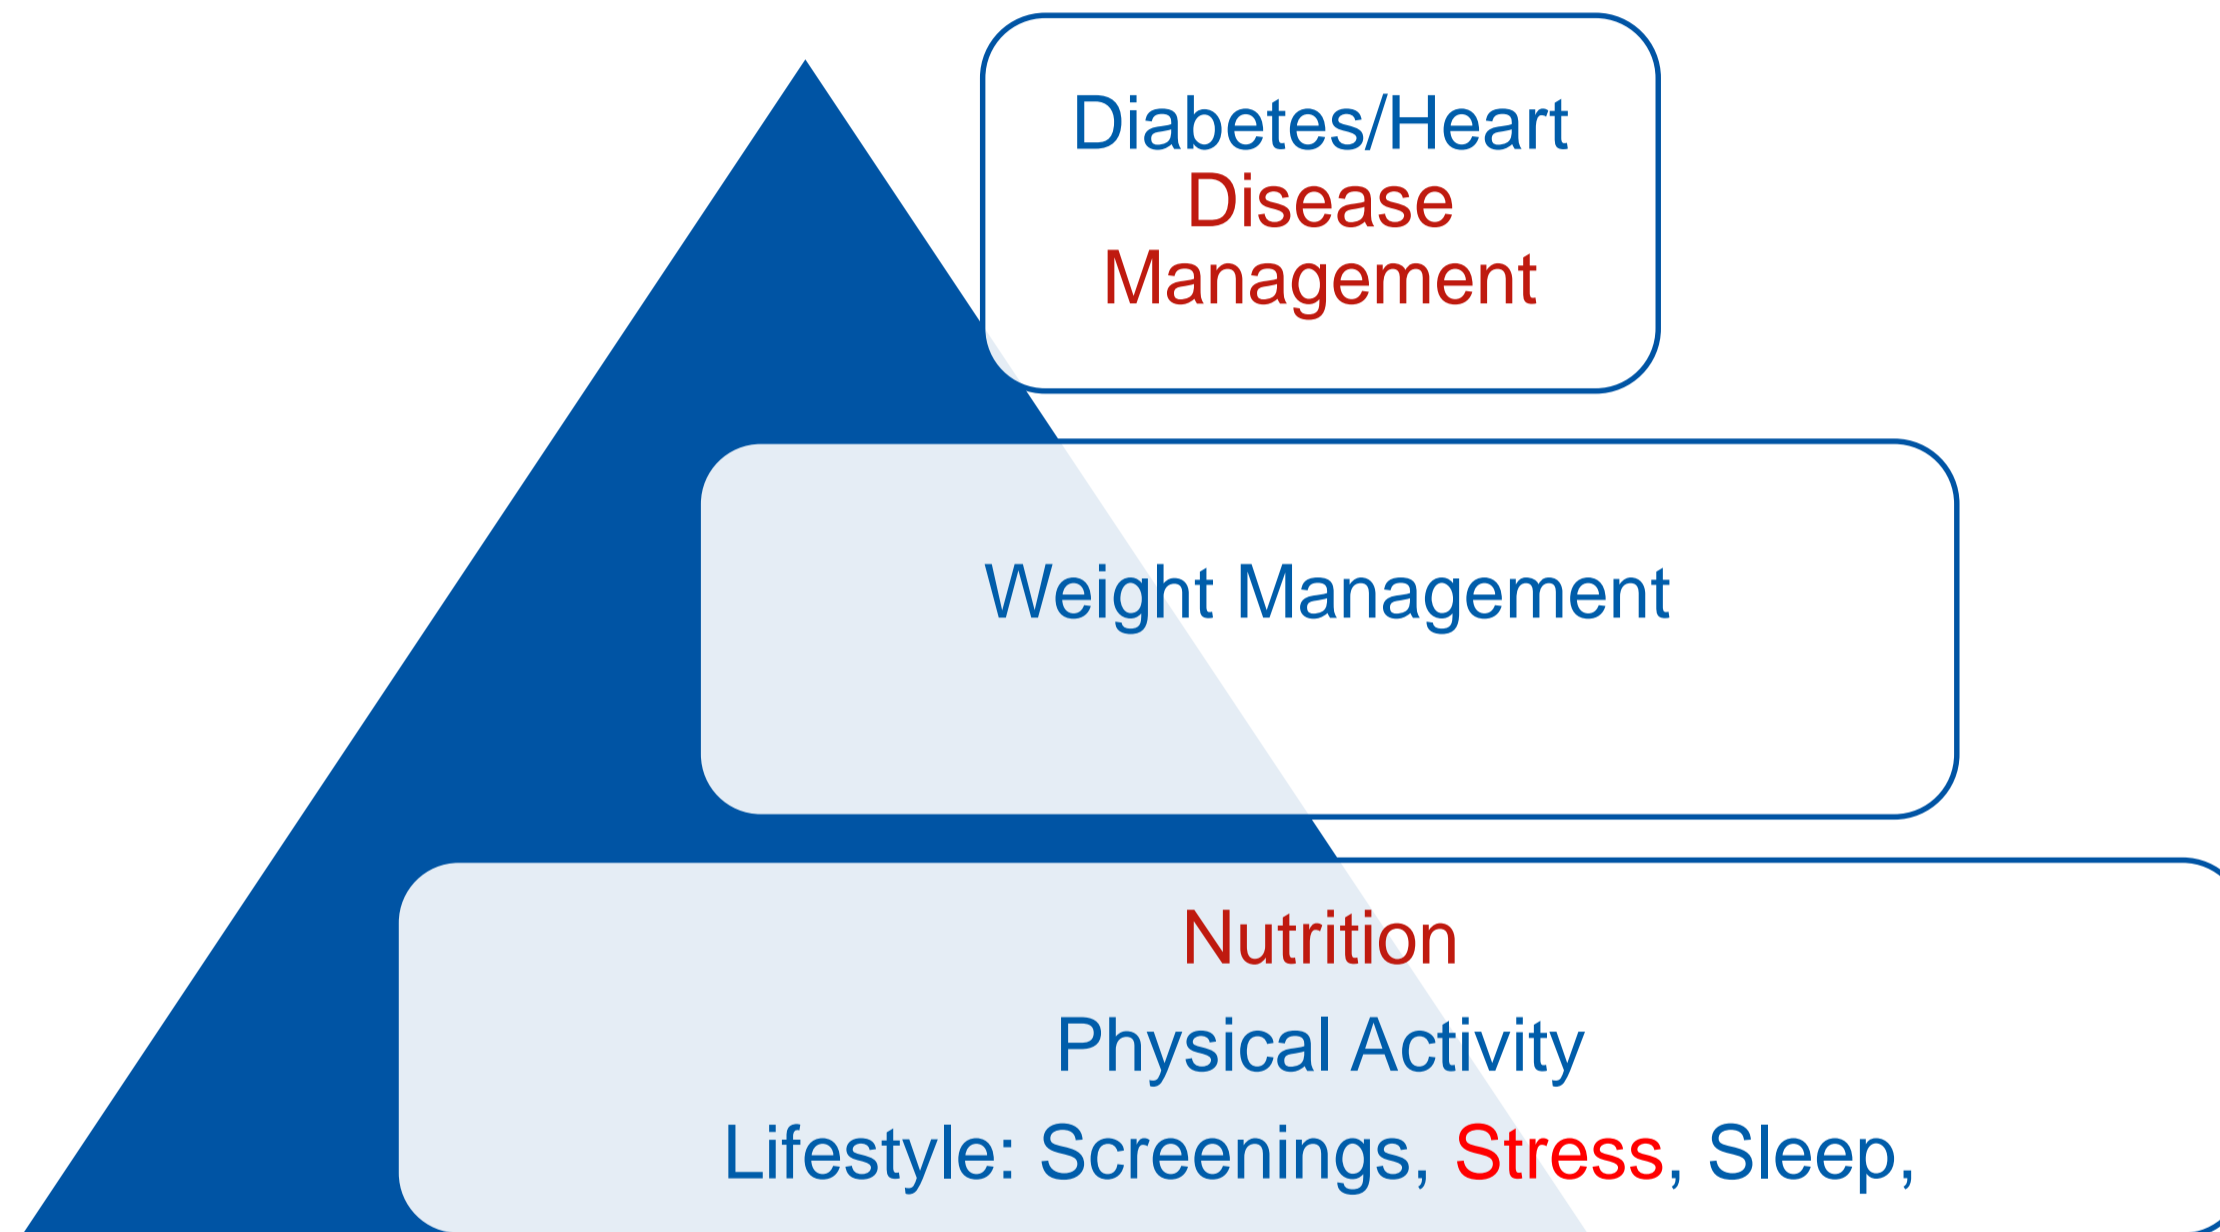 Diabetes/Heart
Disease
Management
Weight Management
Nutrition
Physical Activity
Lifestyle: Screenings, Stress, Sleep,